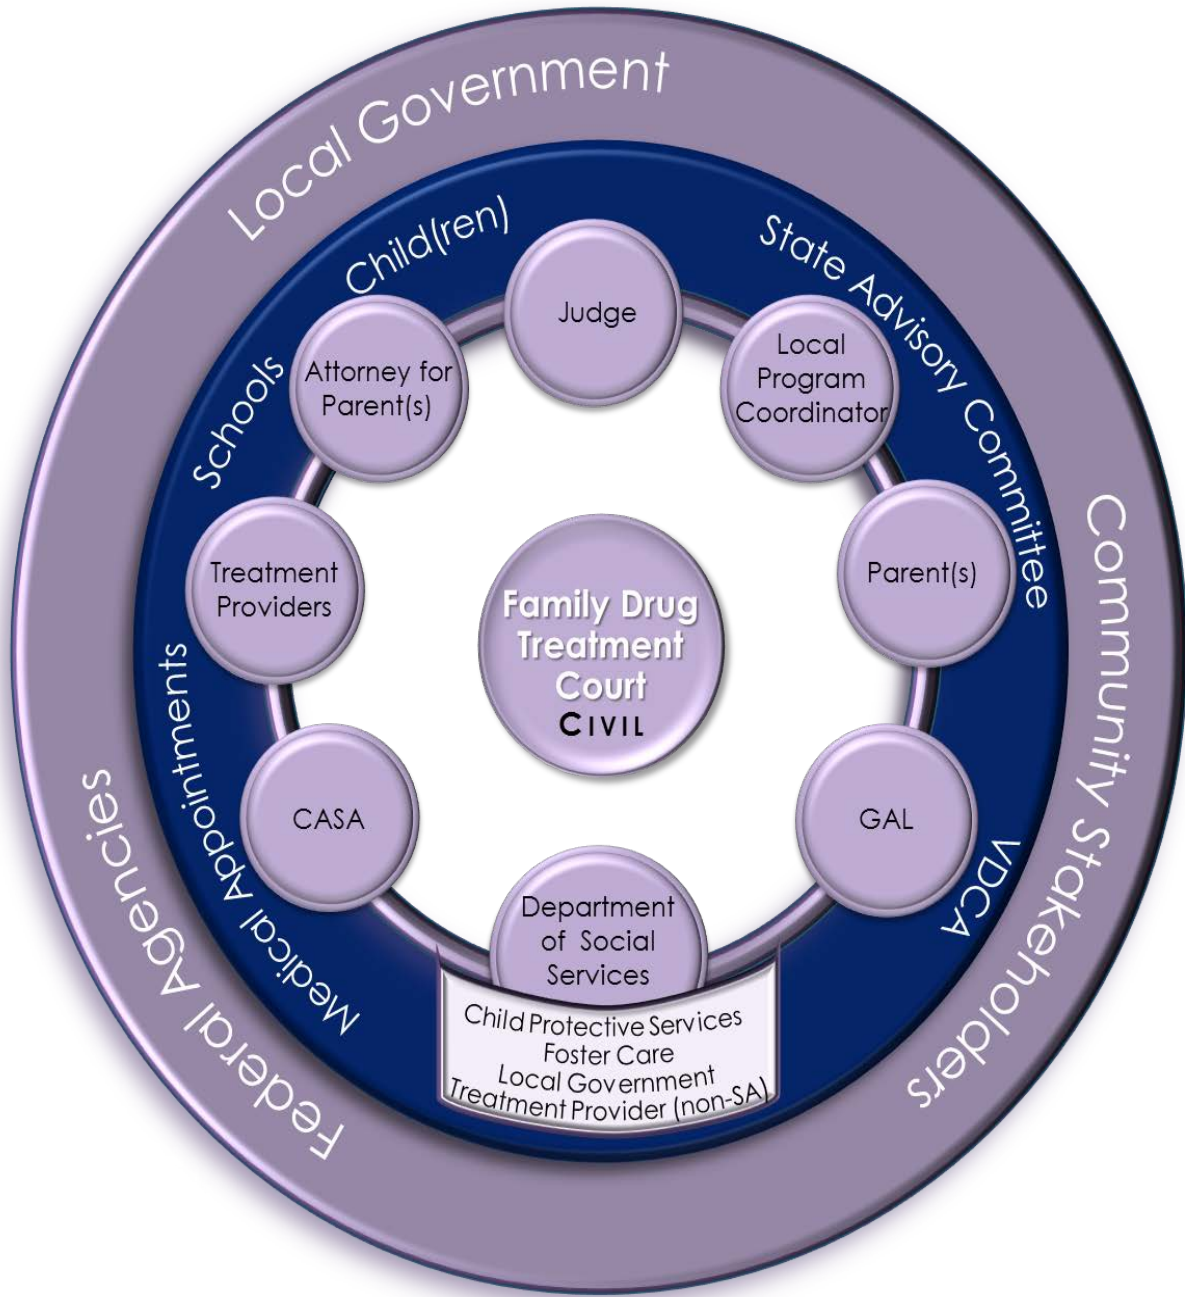 Local Government
Community Stakeholders
Federal Agencies
Child(ren)
State Advisory Committee
Schools
Medical Appointments
VDCA
Judge
Local
Program
Coordinator
Parent(s)
GAL
Department
of Social
Services
Child Protective Services
Foster Care
Local Government
Treatment Provider (non-SA)
CASA
Treatment
Providers
Attorney for
Parent(s)
Family Drug
Treatment
Court
CIVIL